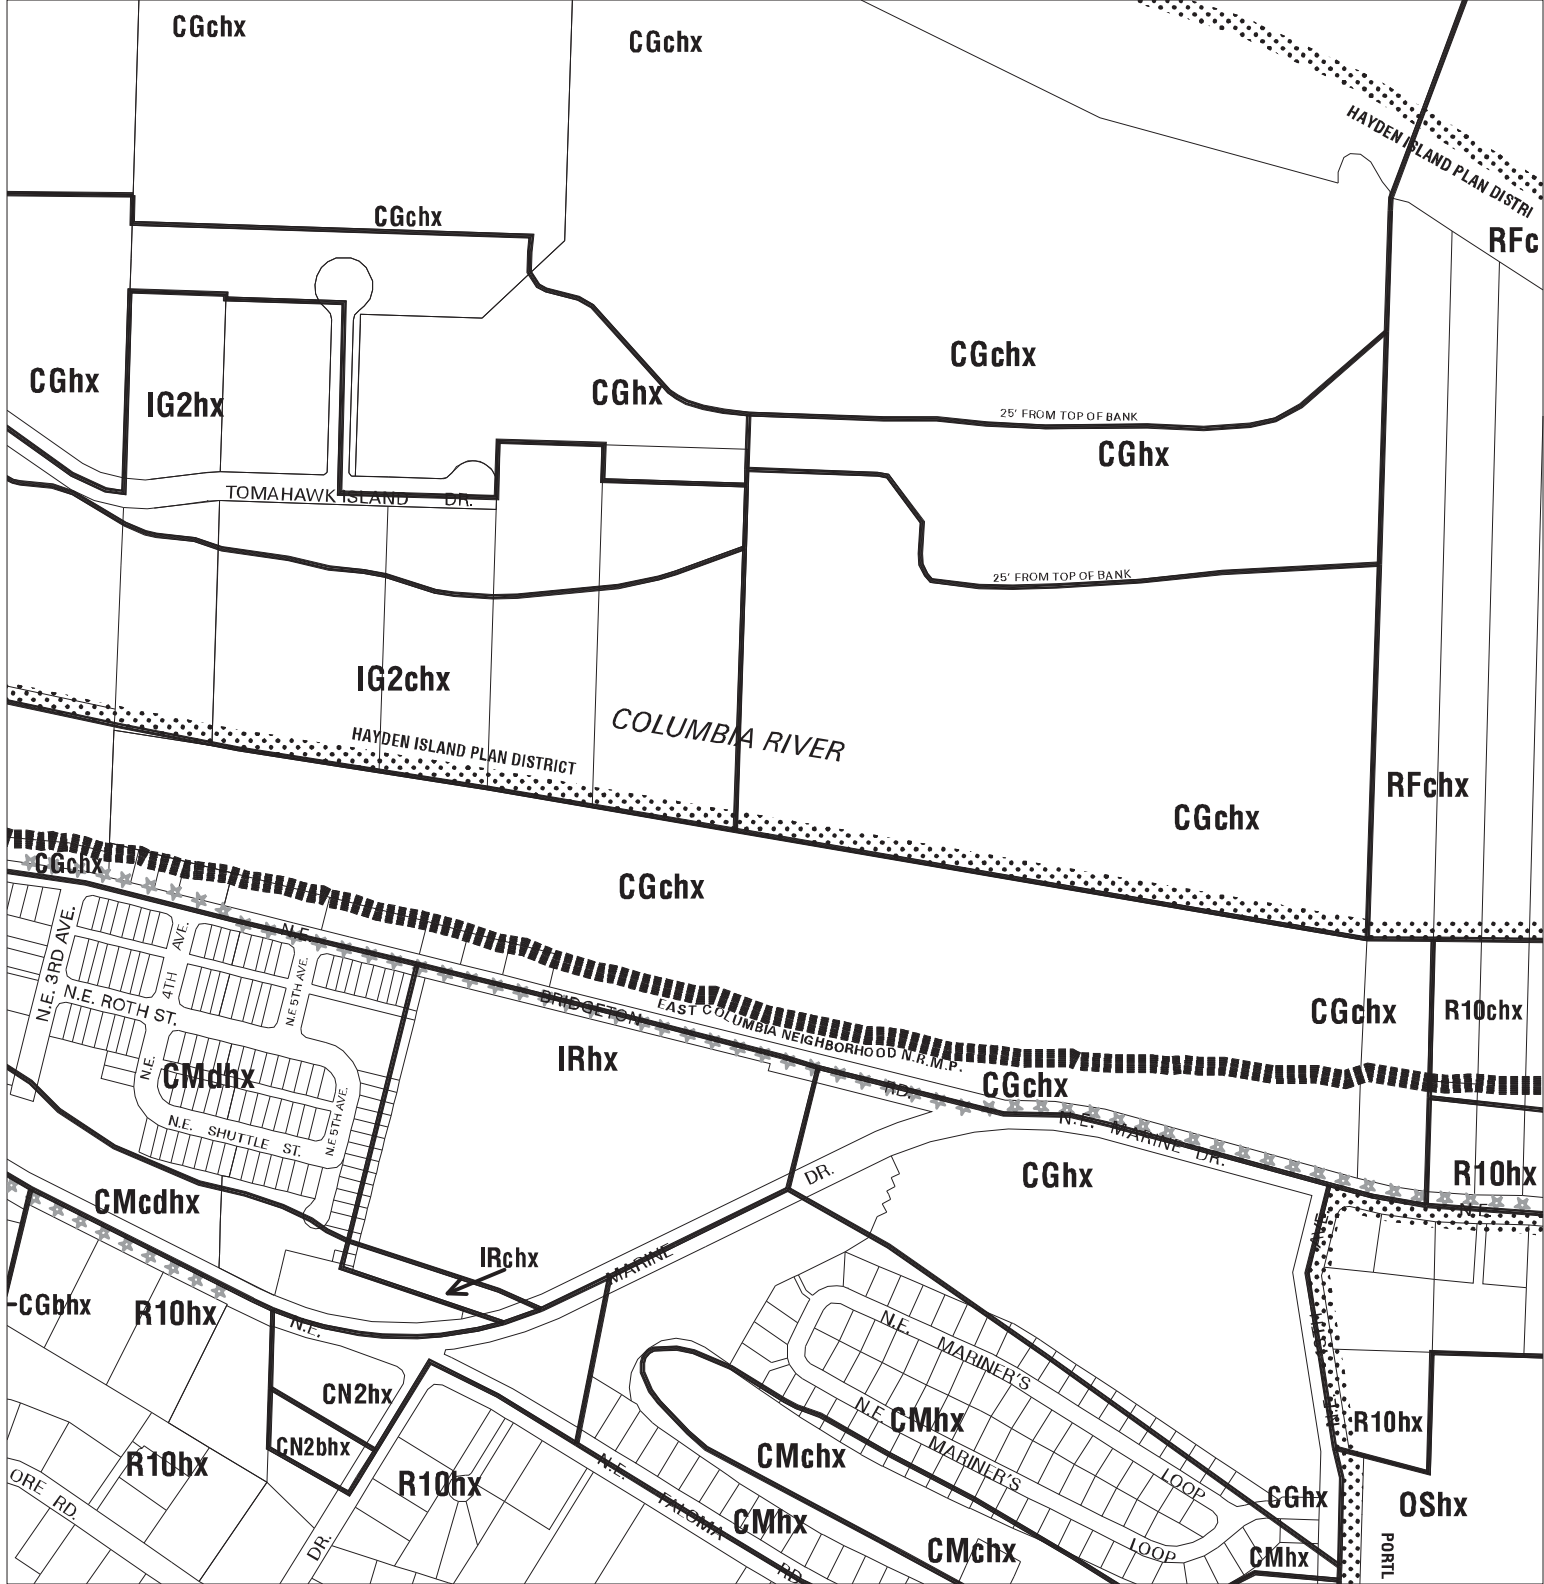 CGchx
CGchx
HAYDEN ISLAND PLAN DISTRI
CGchx
RFc
CGchx
CGhx
IG2hx
CGhx
25' FROM TOP OF BANK
CGhx
TOMAHAWK ISLAND DR.
25' FROM TOP OF BANK
IG2chx
COLUMBIA RIVER
HAYDEN ISLAND PLAN DISTRICT
RFchx
CGchx
CGchx
CGchx
N.E. BRIDGETON RD.
N.E. 3RD AVE.
4TH AVE.
N.E.
N.E 5TH AVE.
N.E. ROTH ST.
EAST COLUMBIA NEIGHBORHOOD N.R.M.P.
CGchx
R10chx
IRhx
CMdhx
CGchx
N.E 5TH AVE.
N.E. SHUTTLE ST.
N.E. MARINE DR.
CGhx
R10hx
CMcdhx
N.E.
AVE.
IRchx
N.E. MARINE DR.
-CGbhx
R10hx
N.E. MARINER'S LOOP
CN2hx
CN2bhx
CMhx
N.E. MARINER'S LOOP
R10hx
R10hx
R10hx
CMchx
ORE RD.
DR.
N.E. FALOMA RD.
CMhx
CMchx
CGhx
OShx
CMhx
PORTL